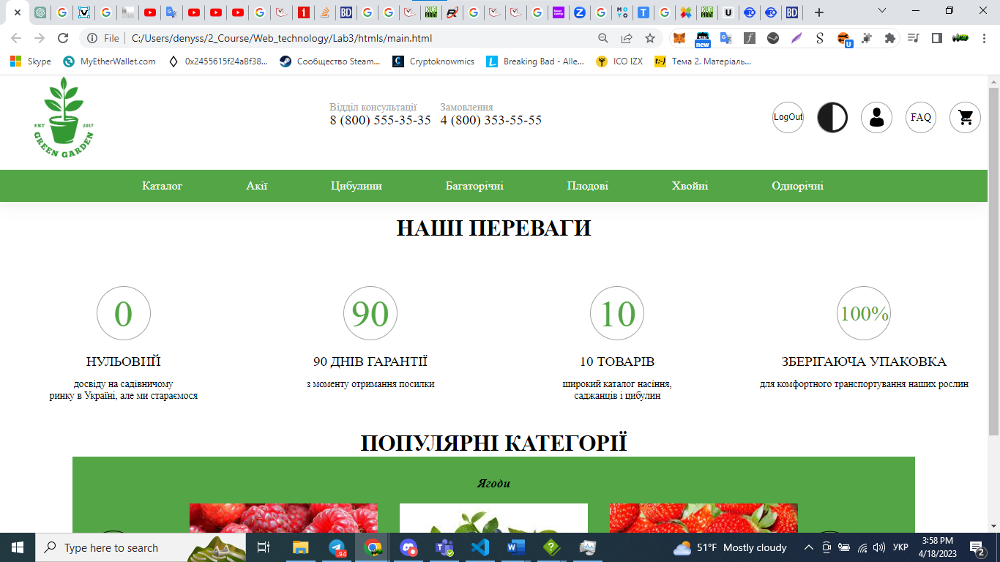 File
C:/Users/denyss/2_Course/Web_technology/Lab3/htmls/main.html
new
U
Skype
MyEtherWallet.com
0x2455615f24aBf38...
Сообщество Steam...
Cryptoknowmics
Breaking Bad - Alle...
ICO IZX
Тема 2. Матеріаль...
EST 2017
GREEN GARDEN
Відділ консультації
8 (800) 555-35-35
Замовлення
4 (800) 353-55-55
LogOut
FAQ
Каталог
Акії
Цибулини
Багаторічні
Плодові
Хвойні
Однорічні
НАШІ ПЕРЕВАГИ
0
90
10
100%
НУЛЬОВИЙ
90 ДНІВ ГАРАНТІЇ
10 ТОВАРІВ
ЗБЕРІГАЮЧА УПАКОВКА
досвіду на садівничому
ринку в Україні, але ми стараємося
з моменту отримання посилки
широкий каталог насіння,
саджанців і цибулин
для комфортного транспортування наших рослин
ПОПУЛЯРНІ КАТЕГОРІЇ
Ягоди
Type here to search
94
51°F Mostly cloudy
УКР
3:58 PM
4/18/2023
2